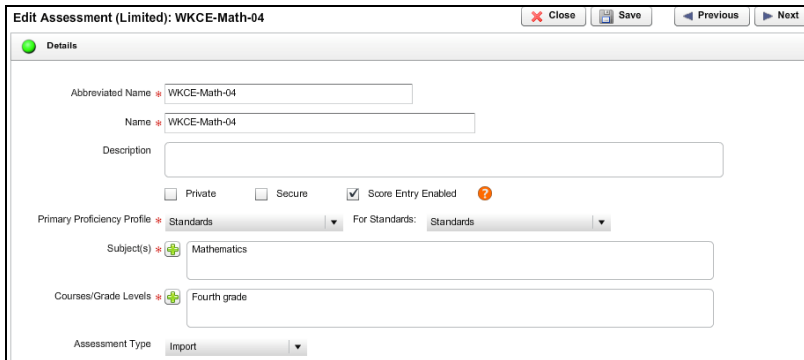 Edit Assessment (Limited): WKCE-Math-04 Close Save Previous Next
Details
Abbreviated Name * WKCE-Math-04
Name * WKCE-Math-04
Description
Private Secure Score Entry Enabled ?
Primary Proficiency Profile * Standards For Standards: Standards
Subject(s) * Mathematics
Courses/Grade Levels * Fourth grade
Assessment Type Import